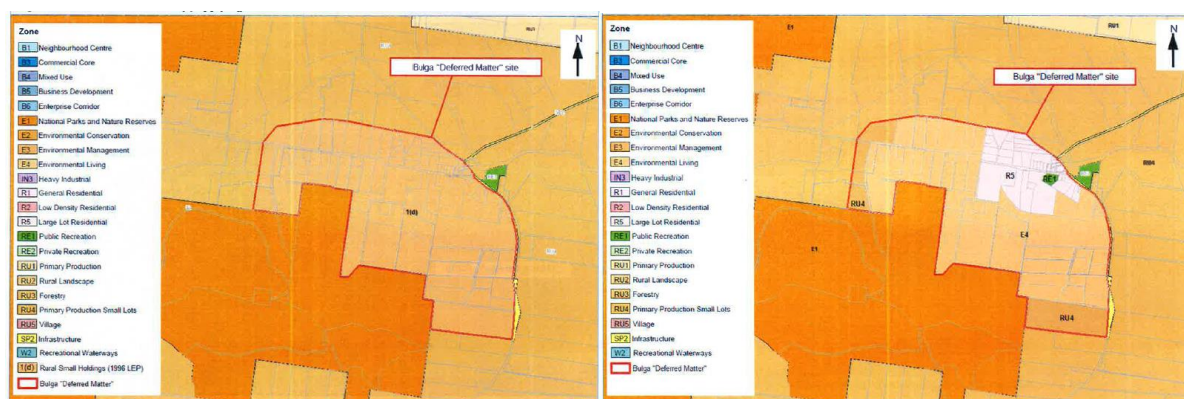 Zone
B1 Neighbourhood Centre
B3 Commercial Core
B4 Mixed Use
B5 Business Development
B6 Enterprise Corridor
E1 National Parks and Nature Reserves
E2 Environmental Conservation
E3 Environmental Management
E4 Environmental Living
IN3 Heavy Industrial
R1 General Residential
R2 Low Density Residential
R5 Large Lot Residential
RE1 Public Recreation
RE2 Private Recreation
RU1 Primary Production
RU2 Rural Landscape
RU3 Forestry
RU4 Primary Production Small Lots
RU5 Village
SP2 Infrastructure
W2 Recreational Waterways
1(d) Rural Small Holdings (1996 LEP)
Bulga "Deferred Matter"
RU1
N
Bulga "Deferred Matter" site
1(d)
Zone
B1 Neighbourhood Centre
B3 Commercial Core
B4 Mixed Use
B5 Business Development
B6 Enterprise Corridor
E1 National Parks and Nature Reserves
E2 Environmental Conservation
E3 Environmental Management
E4 Environmental Living
IN3 Heavy Industrial
R1 General Residential
R2 Low Density Residential
R5 Large Lot Residential
RE1 Public Recreation
RE2 Private Recreation
RU1 Primary Production
RU2 Rural Landscape
RU3 Forestry
RU4 Primary Production Small Lots
RU5 Village
SP2 Infrastructure
W2 Recreational Waterways
Bulga "Deferred Matter"
E1
RU1
N
Bulga "Deferred Matter" site
RU4
R5
RE1
RU4
E4
E1
RU4